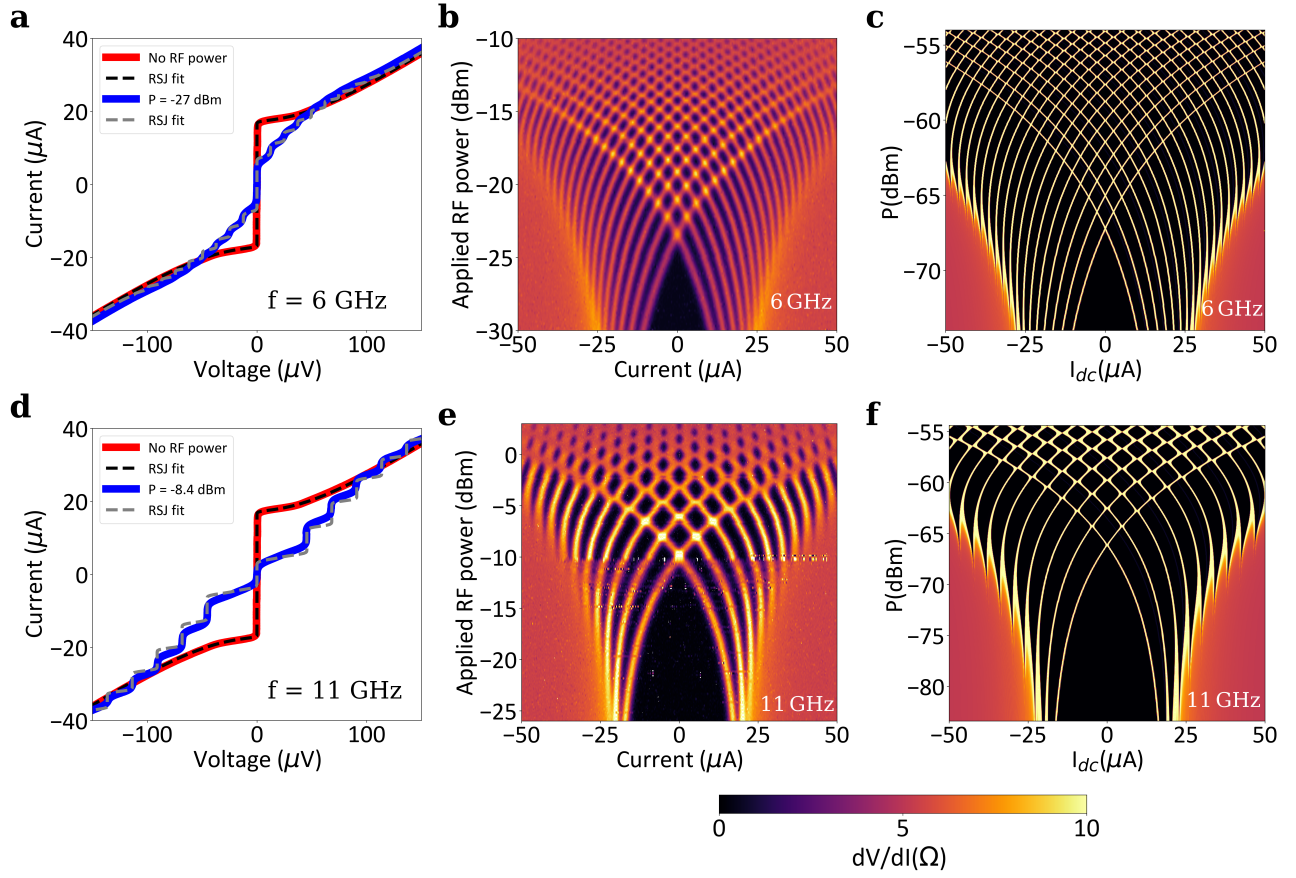 a
40
20
0
−20
−40
Current (μA)
No RF power
RSJ fit
P = -27 dBm
RSJ fit
f = 6 GHz
−100
0
100
Voltage (μV)
b
−10
−15
−20
−25
−30
Applied RF power (dBm)
6 GHz
−50
−25
0
25
50
Current (μA)
c
−55
−60
−65
−70
P(dBm)
6 GHz
−50
−25
0
25
50
I_dc(μA)
d
40
20
0
−20
−40
Current (μA)
No RF power
RSJ fit
P = -8.4 dBm
RSJ fit
f = 11 GHz
−100
0
100
Voltage (μV)
e
0
−5
−10
−15
−20
−25
Applied RF power (dBm)
11 GHz
−50
−25
0
25
50
Current (μA)
f
−55
−60
−65
−70
−75
−80
P(dBm)
11 GHz
−50
−25
0
25
50
I_dc(μA)
0
5
10
dV/dI(Ω)